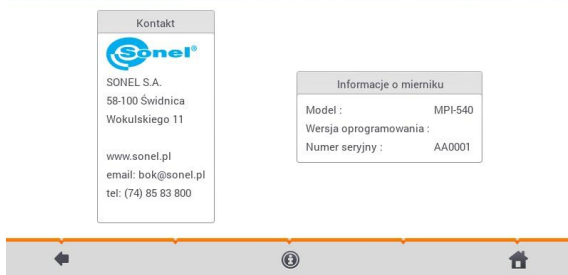 Kontakt
Sonel®
SONEL S.A.
58-100 Świdnica
Wokulskiego 11
www.sonel.pl
email: bok@sonel.pl
tel: (74) 85 83 800
Informacje o mierniku
Model : MPI-540
Wersja oprogramowania :
Numer seryjny : AA0001